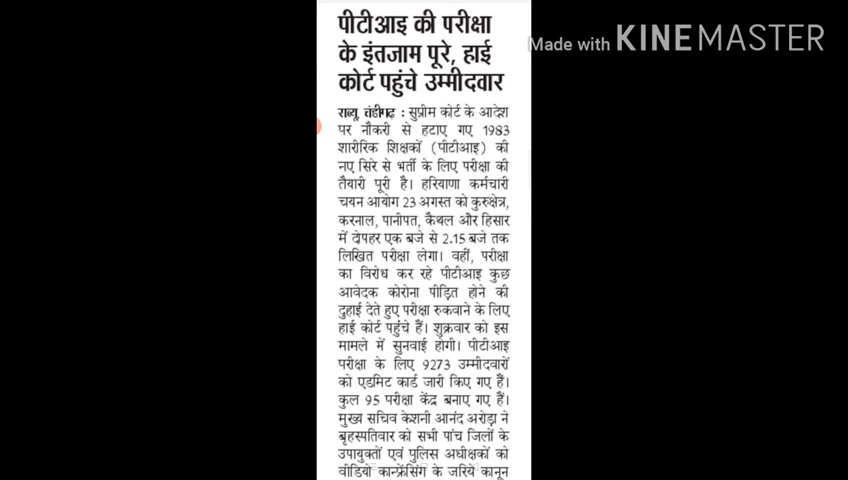 पीटीआइ की परीक्षा
के इंतजाम पूरे, हाई
कोर्ट पहुंचे उम्मीदवार
Made with KINEMASTER
राब्यू, चंडीगढ़ : सुप्रीम कोर्ट के आदेश
पर नौकरी से हटाए गए 1983
शारीरिक शिक्षकों (पीटीआइ) की
नए सिरे से भर्ती के लिए परीक्षा की
तैयारी पूरी है। हरियाणा कर्मचारी
चयन आयोग 23 अगस्त को कुरुक्षेत्र,
करनाल, पानीपत, कैथल और हिसार
में दोपहर एक बजे से 2.15 बजे तक
लिखित परीक्षा लेगा। वहीं, परीक्षा
का विरोध कर रहे पीटीआइ कुछ
आवेदक कोरोना पीड़ित होने की
दुहाई देते हुए परीक्षा रुकवाने के लिए
हाई कोर्ट पहुंचे हैं। शुक्रवार को इस
मामले में सुनवाई होगी। पीटीआइ
परीक्षा के लिए 9273 उम्मीदवारों
को एडमिट कार्ड जारी किए गए हैं।
कुल 95 परीक्षा केंद्र बनाए गए हैं।
मुख्य सचिव केशनी आनंद अरोड़ा ने
बृहस्पतिवार को सभी पांच जिलों के
उपायुक्तों एवं पुलिस अधीक्षकों को
वीडियो कान्फ्रेंसिंग के जरिये कानून